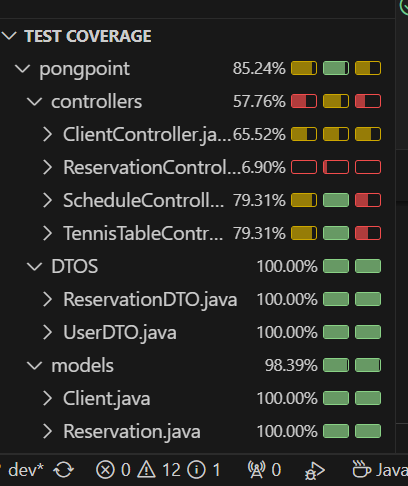 TEST COVERAGE
pongpoint 85.24%
controllers 57.76%
ClientController.ja... 65.52%
ReservationControl... 6.90%
ScheduleControll... 79.31%
TennisTableContr... 79.31%
DTOS 100.00%
ReservationDTO.java 100.00%
UserDTO.java 100.00%
models 98.39%
Client.java 100.00%
Reservation.java 100.00%
dev* 0 12 1 0 Java